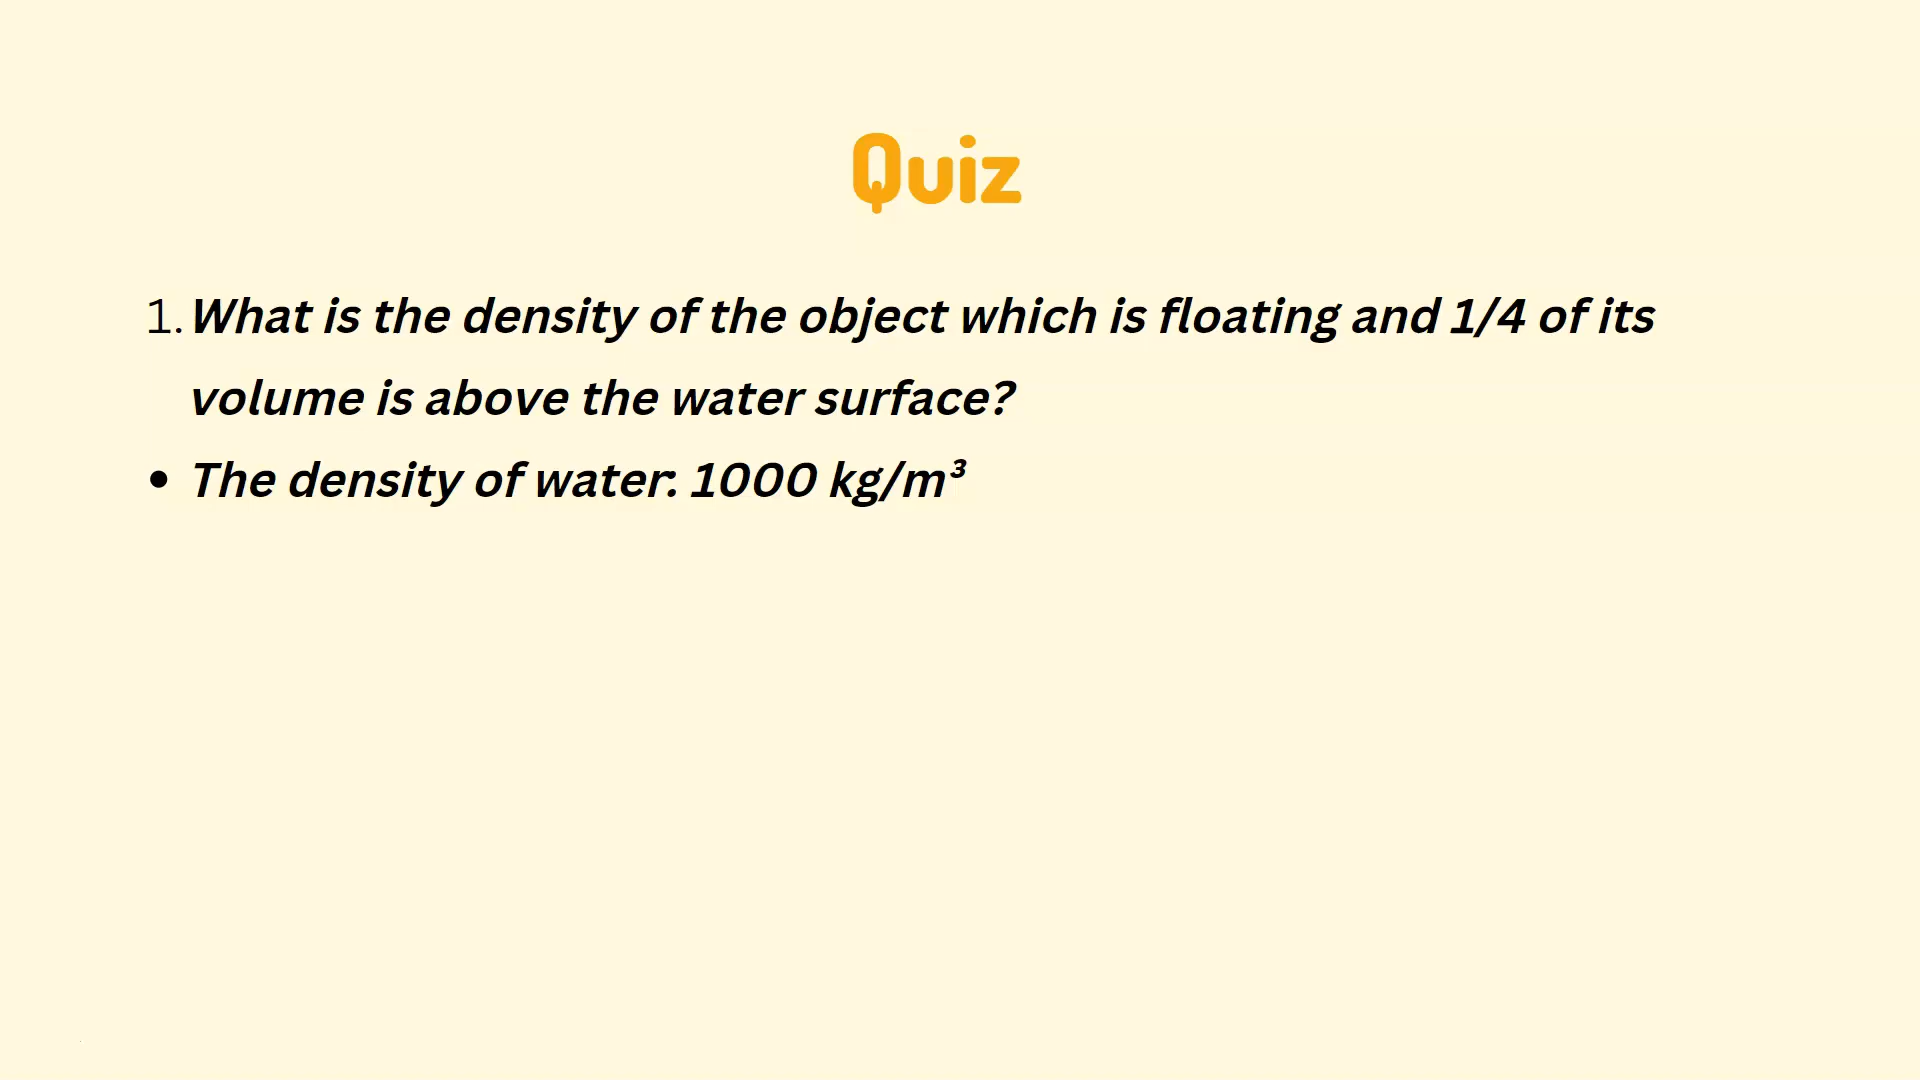 Quiz
1. What is the density of the object which is floating and 1/4 of its
volume is above the water surface?
• The density of water: 1000 kg/m³